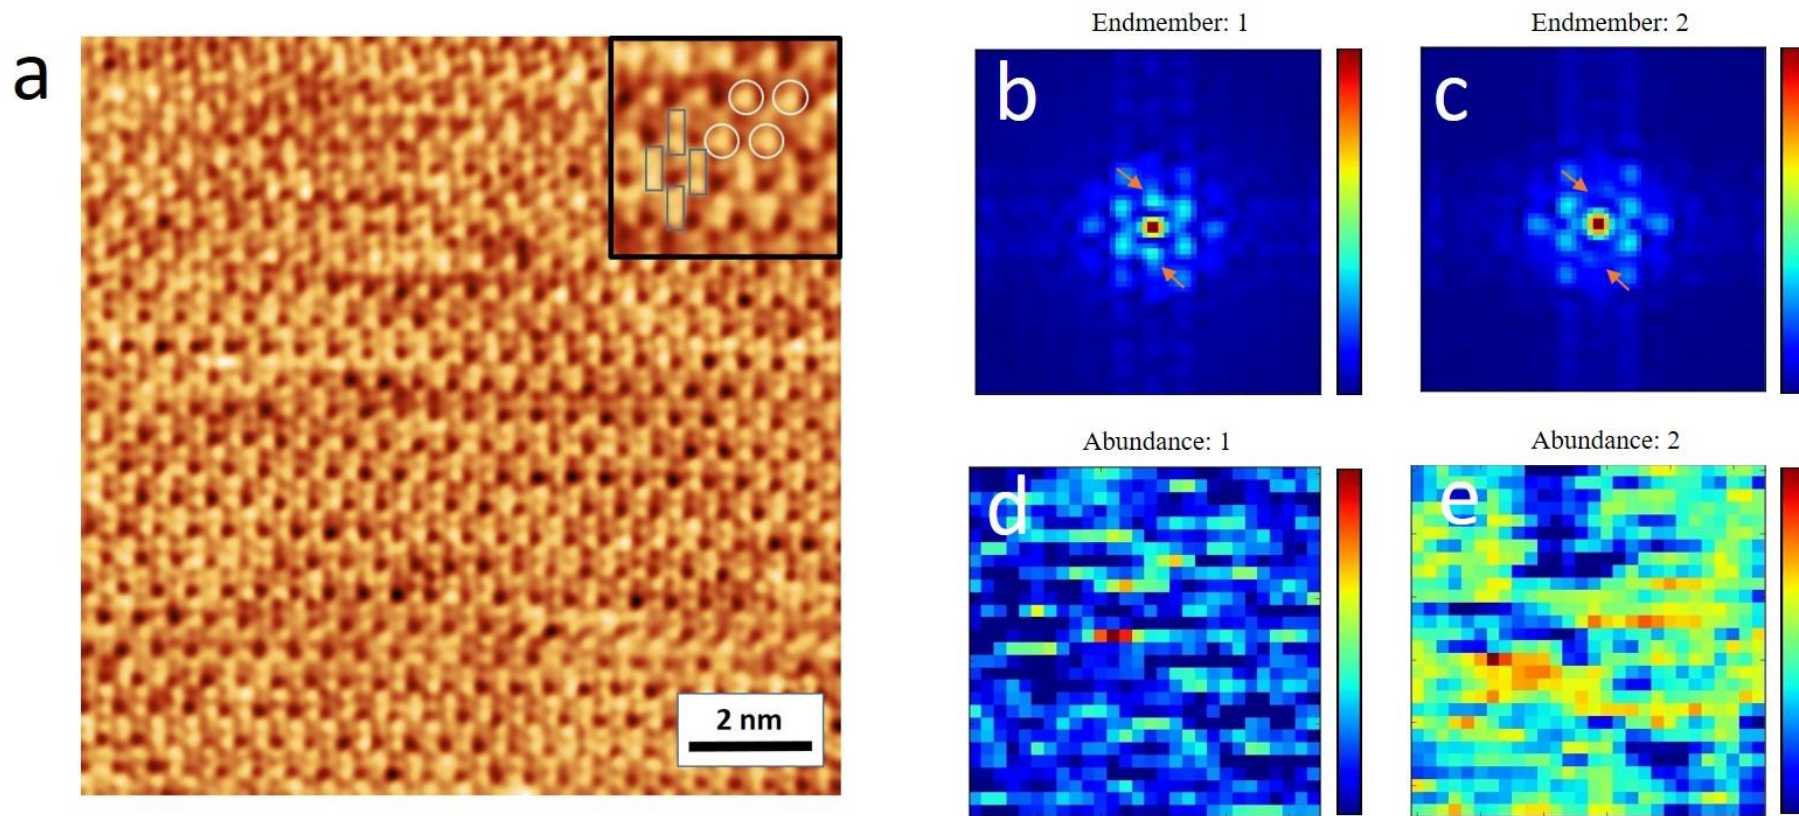 a
2 nm
Endmember: 1
b
Endmember: 2
c
Abundance: 1
d
Abundance: 2
e